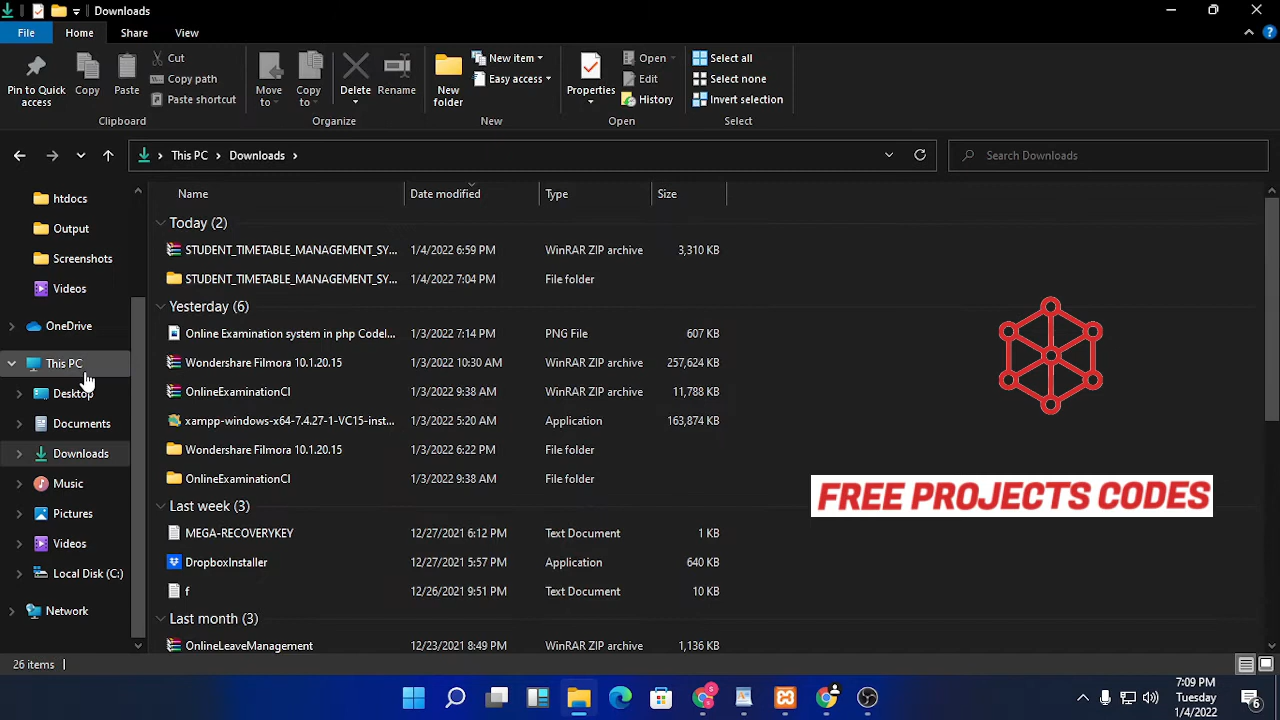 Downloads
File Home Share View
Pin to Quick access
Copy
Paste
Cut
Copy path
Paste shortcut
Move to
Copy to
Delete
Rename
New folder
New item
Easy access
Properties
Open
Edit
History
Select all
Select none
Invert selection
Clipboard Organize New Open Select
This PC > Downloads >
Search Downloads
htdocs
Output
Screenshots
Videos
OneDrive
This PC
Desktop
Documents
Downloads
Music
Pictures
Videos
Local Disk (C:)
Network
Name Date modified Type Size
Today (2)
STUDENT_TIMETABLE_MANAGEMENT_SY... 1/4/2022 6:59 PM WinRAR ZIP archive 3,310 KB
STUDENT_TIMETABLE_MANAGEMENT_SY... 1/4/2022 7:04 PM File folder
Yesterday (6)
Online Examination system in php CodeI... 1/3/2022 7:14 PM PNG File 607 KB
Wondershare Filmora 10.1.20.15 1/3/2022 10:30 AM WinRAR ZIP archive 257,624 KB
OnlineExaminationCI 1/3/2022 9:38 AM WinRAR ZIP archive 11,788 KB
xampp-windows-x64-7.4.27-1-VC15-inst... 1/3/2022 5:20 AM Application 163,874 KB
Wondershare Filmora 10.1.20.15 1/3/2022 6:22 PM File folder
OnlineExaminationCI 1/3/2022 9:38 AM File folder
Last week (3)
MEGA-RECOVERYKEY 12/27/2021 6:12 PM Text Document 1 KB
DropboxInstaller 12/27/2021 5:57 PM Application 640 KB
f 12/26/2021 9:51 PM Text Document 10 KB
Last month (3)
OnlineLeaveManagement 12/23/2021 8:49 PM WinRAR ZIP archive 1,136 KB
FREE PROJECTS CODES
26 items
7:09 PM
Tuesday
1/4/2022
6